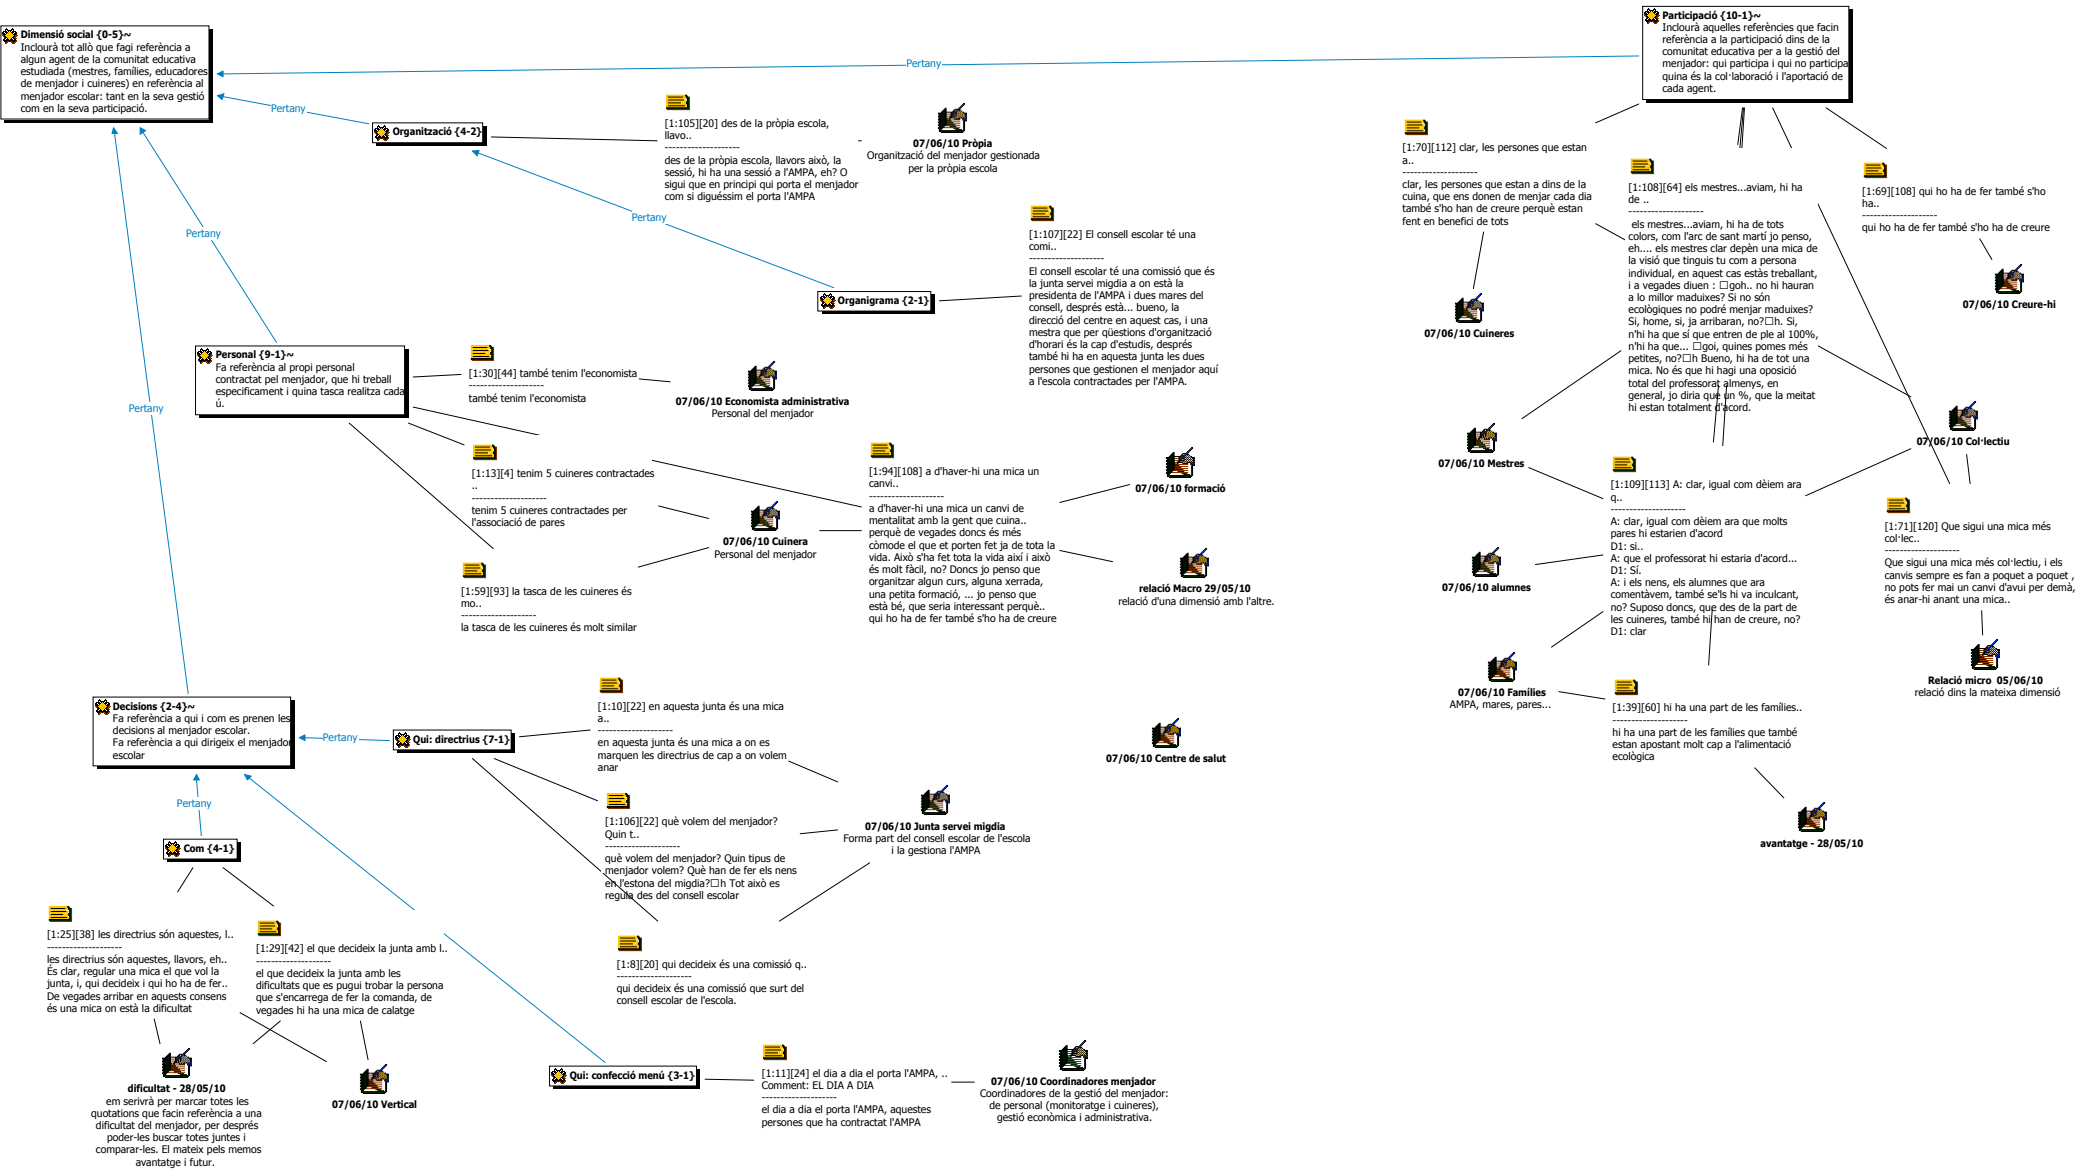 Dimensió social {0-5}~
Inclourà tot allò que fagi referència a
algun agent de la comunitat educativa
estudiada (mestres, famílies, educadores
de menjador i cuineres) en referència al
menjador escolar: tant en la seva gestió
com en la seva participació.
Participació {10-1}~
Inclourà aquelles referències que facin
referència a la participació dins de la
comunitat educativa per a la gestió del
menjador: qui participa i qui no participa
quina és la col·laboració i l'aportació de
cada agent.
Pertany
Pertany
Organització {4-2}
[1:105][20] des de la pròpia escola,
llavo..
--------------------
des de la pròpia escola, llavors això, la
sessió, hi ha una sessió a l'AMPA, eh? O
sigui que en principi qui porta el menjador
com si diguéssim el porta l'AMPA
07/06/10 Pròpia
Organització del menjador gestionada
per la pròpia escola
Pertany
Pertany
Organigrama {2-1}
[1:107][22] El consell escolar té una
comi..
--------------------
El consell escolar té una comissió que és
la junta servei migdia a on està la
presidenta de l'AMPA i dues mares del
consell, després està... bueno, la
direcció del centre en aquest cas, i una
mestra que per qüestions d'organització
d'horari és la cap d'estudis, després
també hi ha en aquesta junta les dues
persones que gestionen el menjador aquí
a l'escola contractades per l'AMPA.
[1:70][112] clar, les persones que estan
a..
--------------------
clar, les persones que estan a dins de la
cuina, que ens donen de menjar cada dia
també s'ho han de creure perquè estan
fent en benefici de tots
07/06/10 Cuineres
[1:108][64] els mestres...aviam, hi ha
de ..
--------------------
els mestres...aviam, hi ha de tots
colors, com l'arc de sant martí jo penso,
eh.... els mestres clar depèn una mica de
la visió que tinguis tu com a persona
individual, en aquest cas estàs treballant,
i a vegades diuen : □goh.. no hi hauran
a lo millor maduixes? Si no són
ecològiques no podré menjar maduixes?
Si, home, si, ja arribaran, no?□h. Si,
n'hi ha que sí que entren de ple al 100%,
n'hi ha que... □goi, quines pomes més
petites, no?□h Bueno, hi ha de tot una
mica. No és que hi hagi una oposició
total del professorat almenys, en
general, jo diria que un %, que la meitat
hi estan totalment d'acord.
[1:69][108] qui ho ha de fer també s'ho
ha..
--------------------
qui ho ha de fer també s'ho ha de creure
07/06/10 Creure-hi
Personal {9-1}~
Fa referència al propi personal
contractat pel menjador, que hi treball
especificament i quina tasca realitza cada
ú.
[1:30][44] també tenim l'economista
--------------------
també tenim l'economista
07/06/10 Economista administrativa
Personal del menjador
Pertany
[1:13][4] tenim 5 cuineres contractades
..
--------------------
tenim 5 cuineres contractades per
l'associació de pares
07/06/10 Cuinera
Personal del menjador
[1:59][93] la tasca de les cuineres és
mo..
--------------------
la tasca de les cuineres és molt similar
[1:94][108] a d'haver-hi una mica un
canvi..
--------------------
a d'haver-hi una mica un canvi de
mentalitat amb la gent que cuina..
perquè de vegades doncs és més
còmode el que et porten fet ja de tota la
vida. Això s'ha fet tota la vida així i això
és molt fàcil, no? Doncs jo penso que
organitzar algun curs, alguna xerrada,
una petita formació, ... jo penso que
està bé, que seria interessant perquè..
qui ho ha de fer també s'ho ha de creure
07/06/10 formació
relació Macro 29/05/10
relació d'una dimensió amb l'altre.
07/06/10 Mestres
07/06/10 Col·lectiu
[1:109][113] A: clar, igual com dèiem ara
q..
--------------------
A: clar, igual com dèiem ara que molts
pares hi estarien d'acord
D1: si..
A: que el professorat hi estaria d'acord...
D1: Sí.
A: i els nens, els alumnes que ara
comentàvem, també se'ls hi va inculcant,
no? Suposo doncs, que des de la part de
les cuineres, també hi han de creure, no?
D1: clar
07/06/10 alumnes
[1:71][120] Que sigui una mica més
col·lec..
--------------------
Que sigui una mica més col·lectiu, i els
canvis sempre es fan a poquet a poquet ,
no pots fer mai un canvi d'avui per demà,
és anar-hi anant una mica..
Relació micro  05/06/10
relació dins la mateixa dimensió
07/06/10 Famílies
AMPA, mares, pares...
[1:39][60] hi ha una part de les famílies..
--------------------
hi ha una part de les famílies que també
estan apostant molt cap a l'alimentació
ecològica
avantatge - 28/05/10
Decisions {2-4}~
Fa referència a qui i com es prenen les
decisions al menjador escolar.
Fa referència a qui dirigeix el menjador
escolar
Pertany
Qui: directrius {7-1}
[1:10][22] en aquesta junta és una mica
a..
--------------------
en aquesta junta és una mica a on es
marquen les directrius de cap a on volem
anar
07/06/10 Centre de salut
[1:106][22] què volem del menjador?
Quin t..
--------------------
què volem del menjador? Quin tipus de
menjador volem? Què han de fer els nens
en l'estona del migdia?□h Tot això es
regula des del consell escolar
07/06/10 Junta servei migdia
Forma part del consell escolar de l'escola
i la gestiona l'AMPA
Pertany
Com {4-1}
[1:25][38] les directrius són aquestes, l..
--------------------
les directrius són aquestes, llavors, eh..
És clar, regular una mica el que vol la
junta, i, qui decideix i qui ho ha de fer..
De vegades arribar en aquests consens
és una mica on està la dificultat
[1:29][42] el que decideix la junta amb l..
--------------------
el que decideix la junta amb les
dificultats que es pugui trobar la persona
que s'encarrega de fer la comanda, de
vegades hi ha una mica de calatge
[1:8][20] qui decideix és una comissió q..
--------------------
qui decideix és una comissió que surt del
consell escolar de l'escola.
dificultat - 28/05/10
em serivrà per marcar totes les
quotations que facin referència a una
dificultat del menjador, per després
poder-les buscar totes juntes i
comparar-les. El mateix pels memos
avantatge i futur.
07/06/10 Vertical
Qui: confecció menú {3-1}
[1:11][24] el dia a dia el porta l'AMPA, ..
Comment: EL DIA A DIA
--------------------
el dia a dia el porta l'AMPA, aquestes
persones que ha contractat l'AMPA
07/06/10 Coordinadores menjador
Coordinadores de la gestió del menjador:
de personal (monitoratge i cuineres),
gestió econòmica i administrativa.